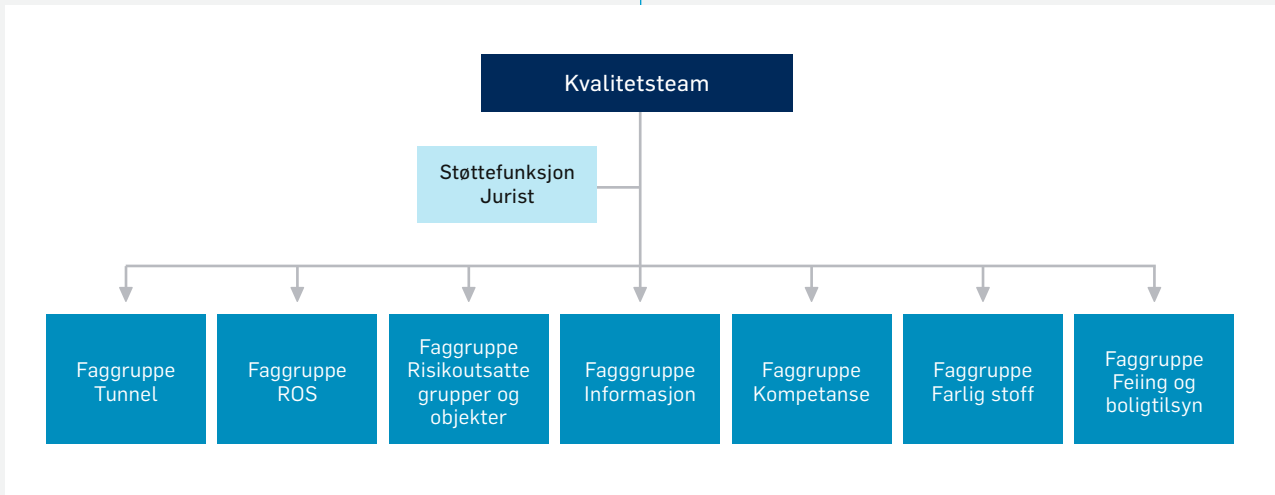 Kvalitetsteam
Støttefunksjon
Jurist
Faggruppe
Tunnel
Faggruppe
ROS
Faggruppe
Risikoutsatte
grupper og
objekter
Fagggruppe
Informasjon
Faggruppe
Kompetanse
Faggruppe
Farlig stoff
Faggruppe
Feiing og
boligtilsyn